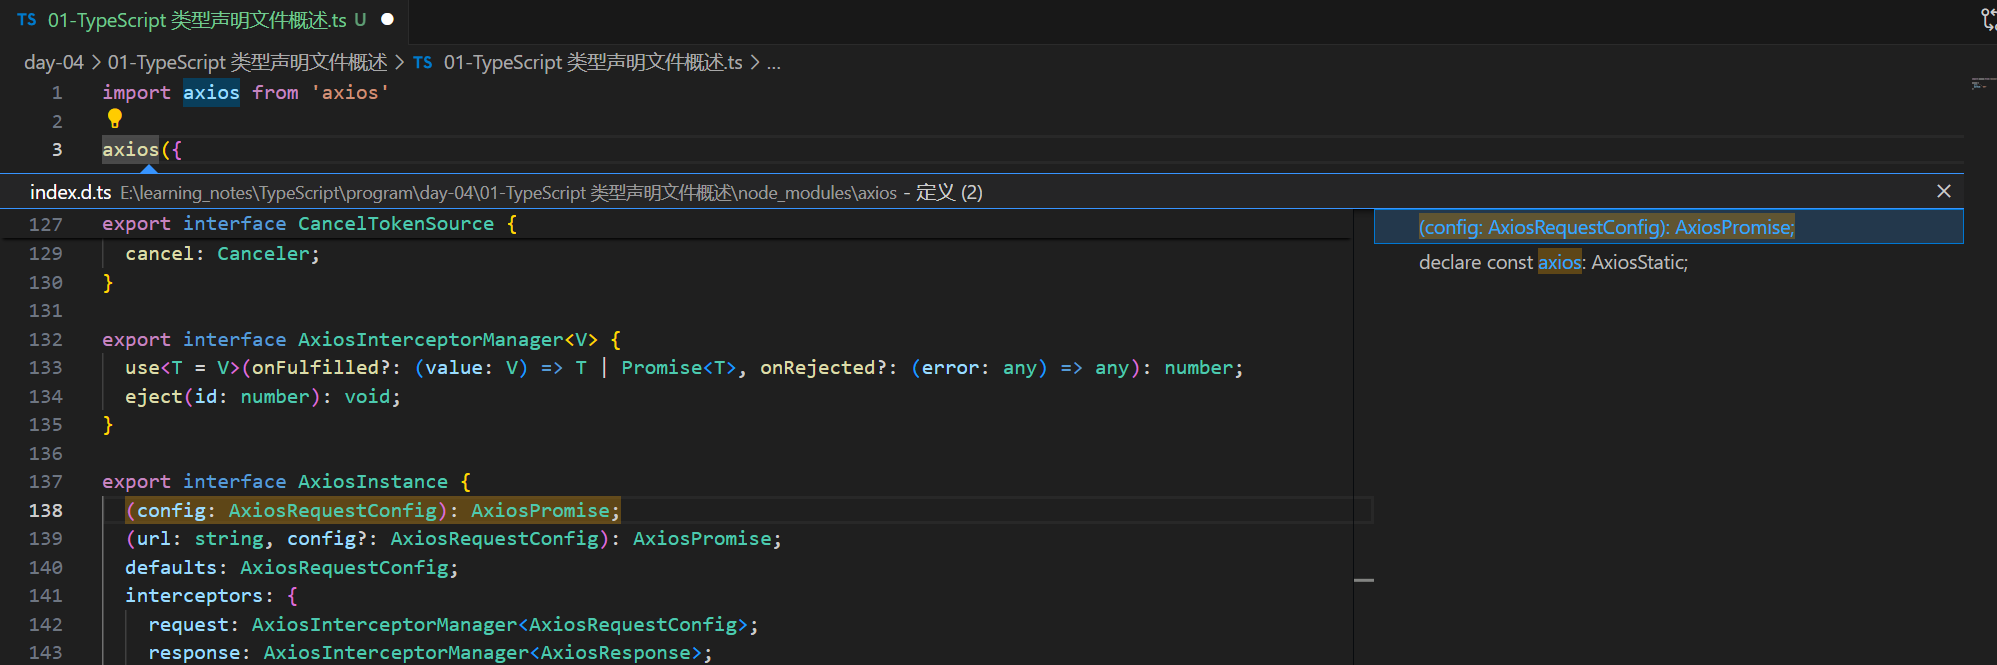 TS 01-TypeScript 类型声明文件概述.ts U
day-04 > 01-TypeScript 类型声明文件概述 > TS 01-TypeScript 类型声明文件概述.ts > ...
1 import axios from 'axios'
2
3 axios({
index.d.ts E:\learning_notes\TypeScript\program\day-04\01-TypeScript 类型声明文件概述\node_modules\axios - 定义 (2)
127 export interface CancelTokenSource {
129 cancel: Canceler;
130 }
131
132 export interface AxiosInterceptorManager<V> {
133 use<T = V>(onFulfilled?: (value: V) => T | Promise<T>, onRejected?: (error: any) => any): number;
134 eject(id: number): void;
135 }
136
137 export interface AxiosInstance {
138 (config: AxiosRequestConfig): AxiosPromise;
139 (url: string, config?: AxiosRequestConfig): AxiosPromise;
140 defaults: AxiosRequestConfig;
141 interceptors: {
142 request: AxiosInterceptorManager<AxiosRequestConfig>;
143 response: AxiosInterceptorManager<AxiosResponse>;
(config: AxiosRequestConfig): AxiosPromise;
declare const axios: AxiosStatic;